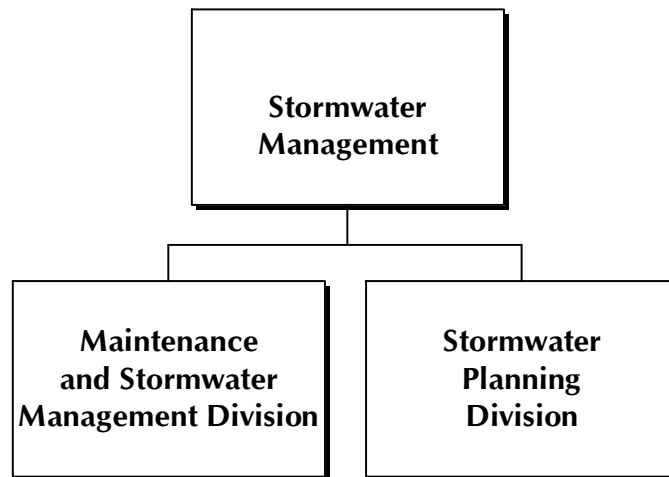 Stormwater
Management
Maintenance
and Stormwater
Management Division
Stormwater
Planning
Division